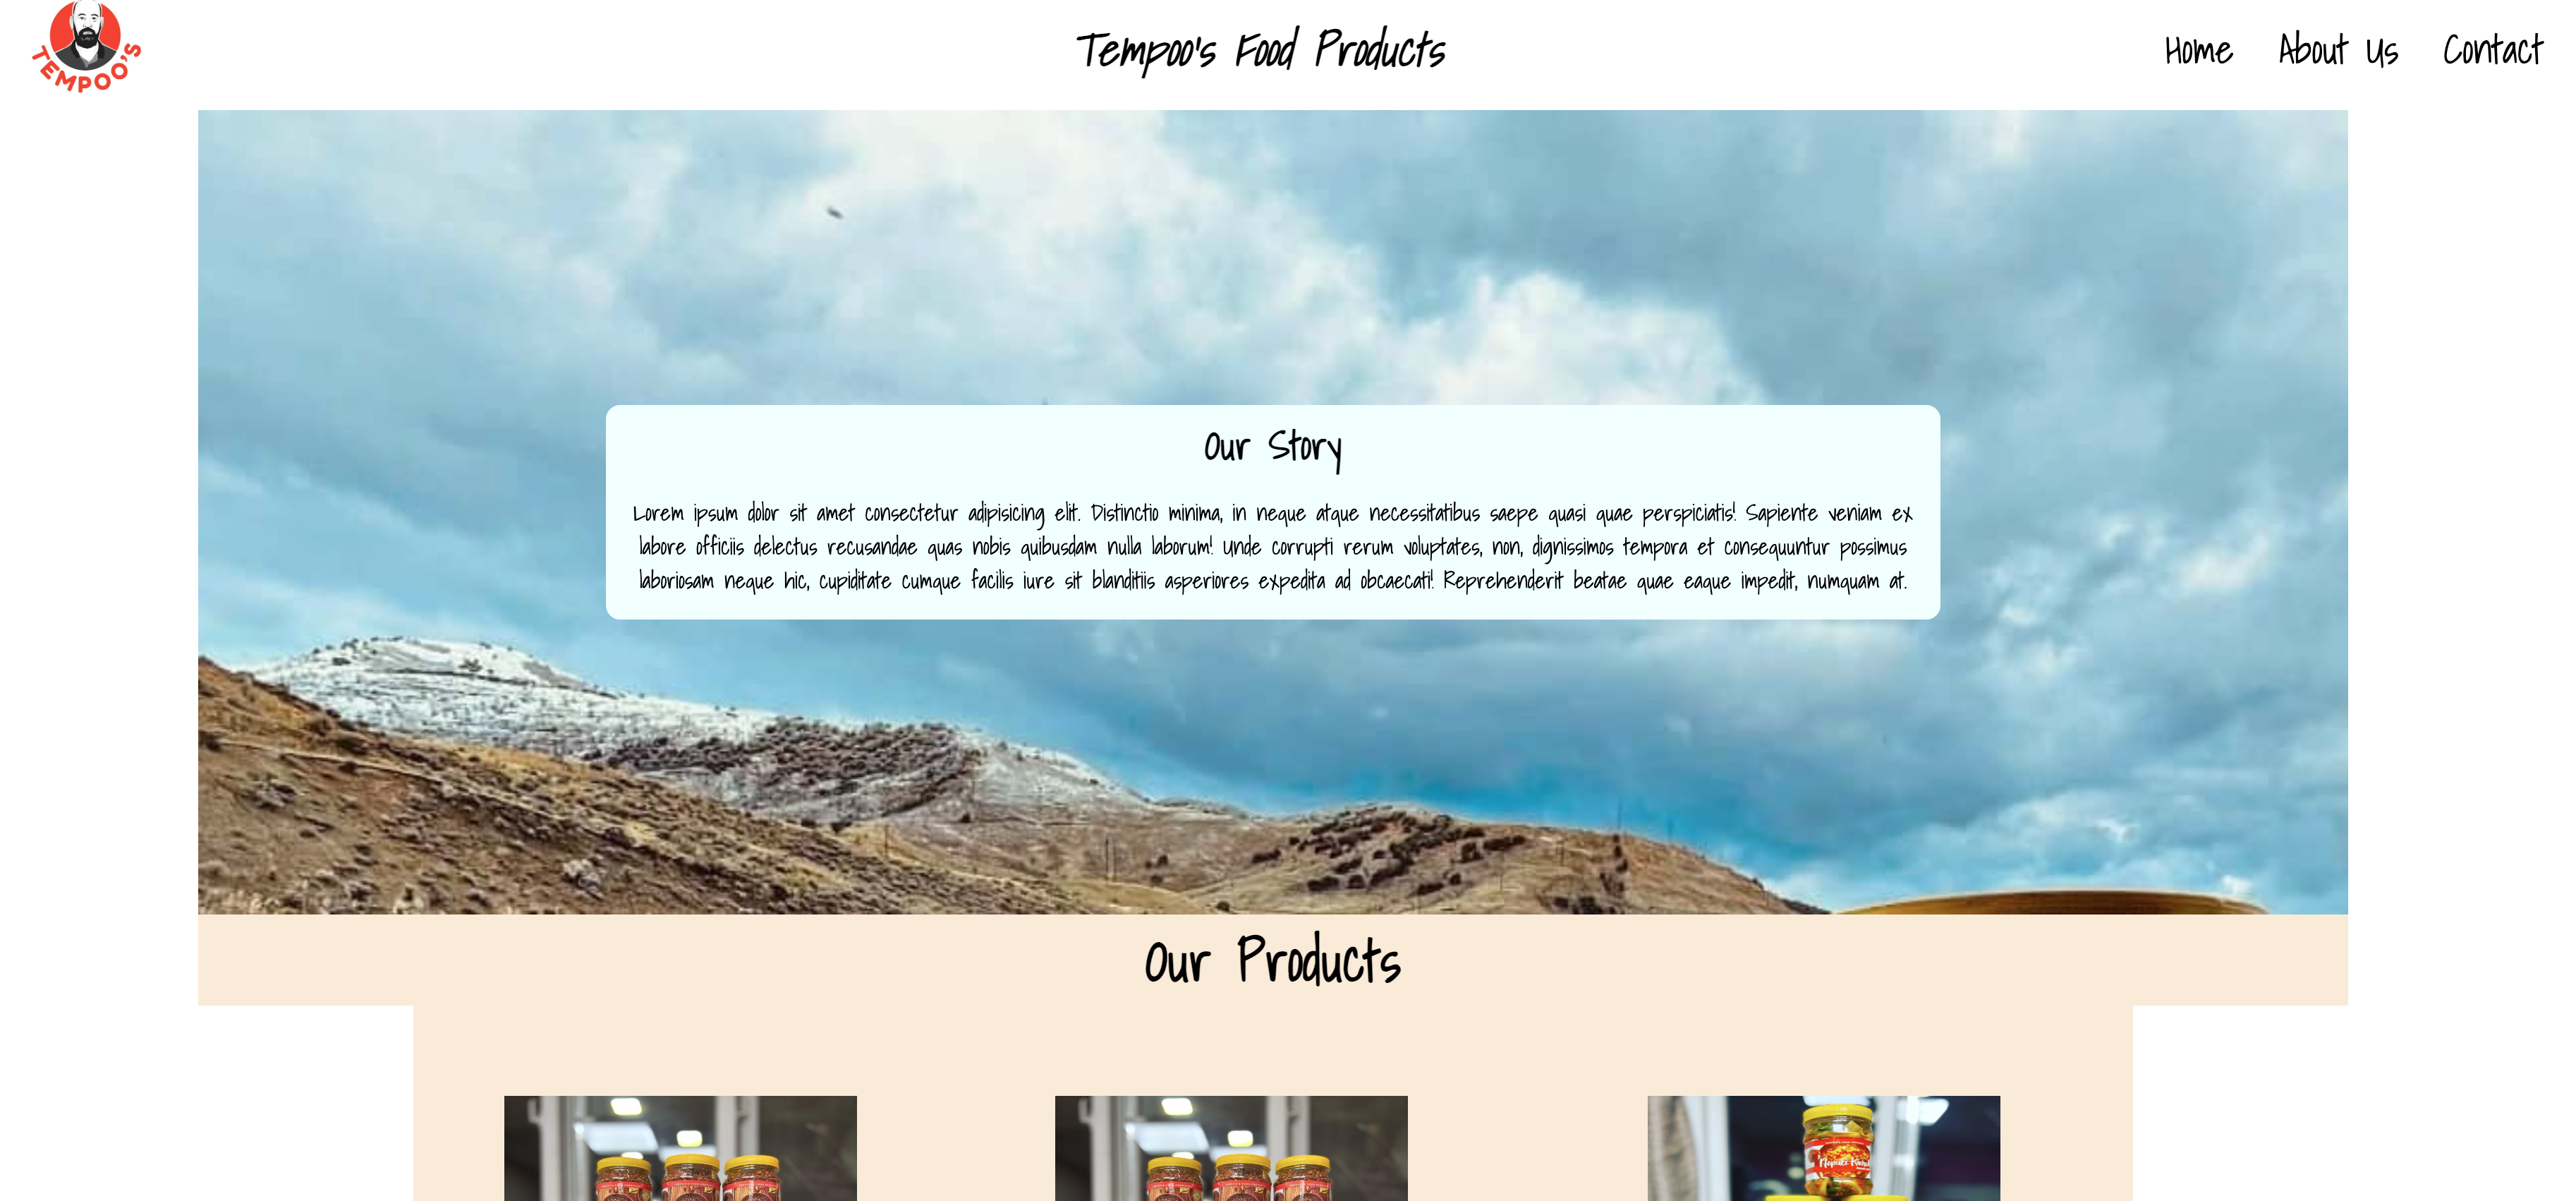 TEMPOO'S
Tempoo's Food Products
Home About Us Contact
Our Story
Lorem ipsum dolor sit amet consectetur adipisicing elit. Distinctio minima, in neque atque necessitatibus saepe quasi quae perspiciatis! Sapiente veniam ex
labore officiis delectus recusandae quas nobis quibusdam nulla laborum! Unde corrupti rerum voluptates, non, dignissimos tempora et consequuntur possimus
laboriosam neque hic, cupiditate cumque facilis iure sit blanditiis asperiores expedita ad obcaecati! Reprehenderit beatae quae eaque impedit, numquam at.
Our Products